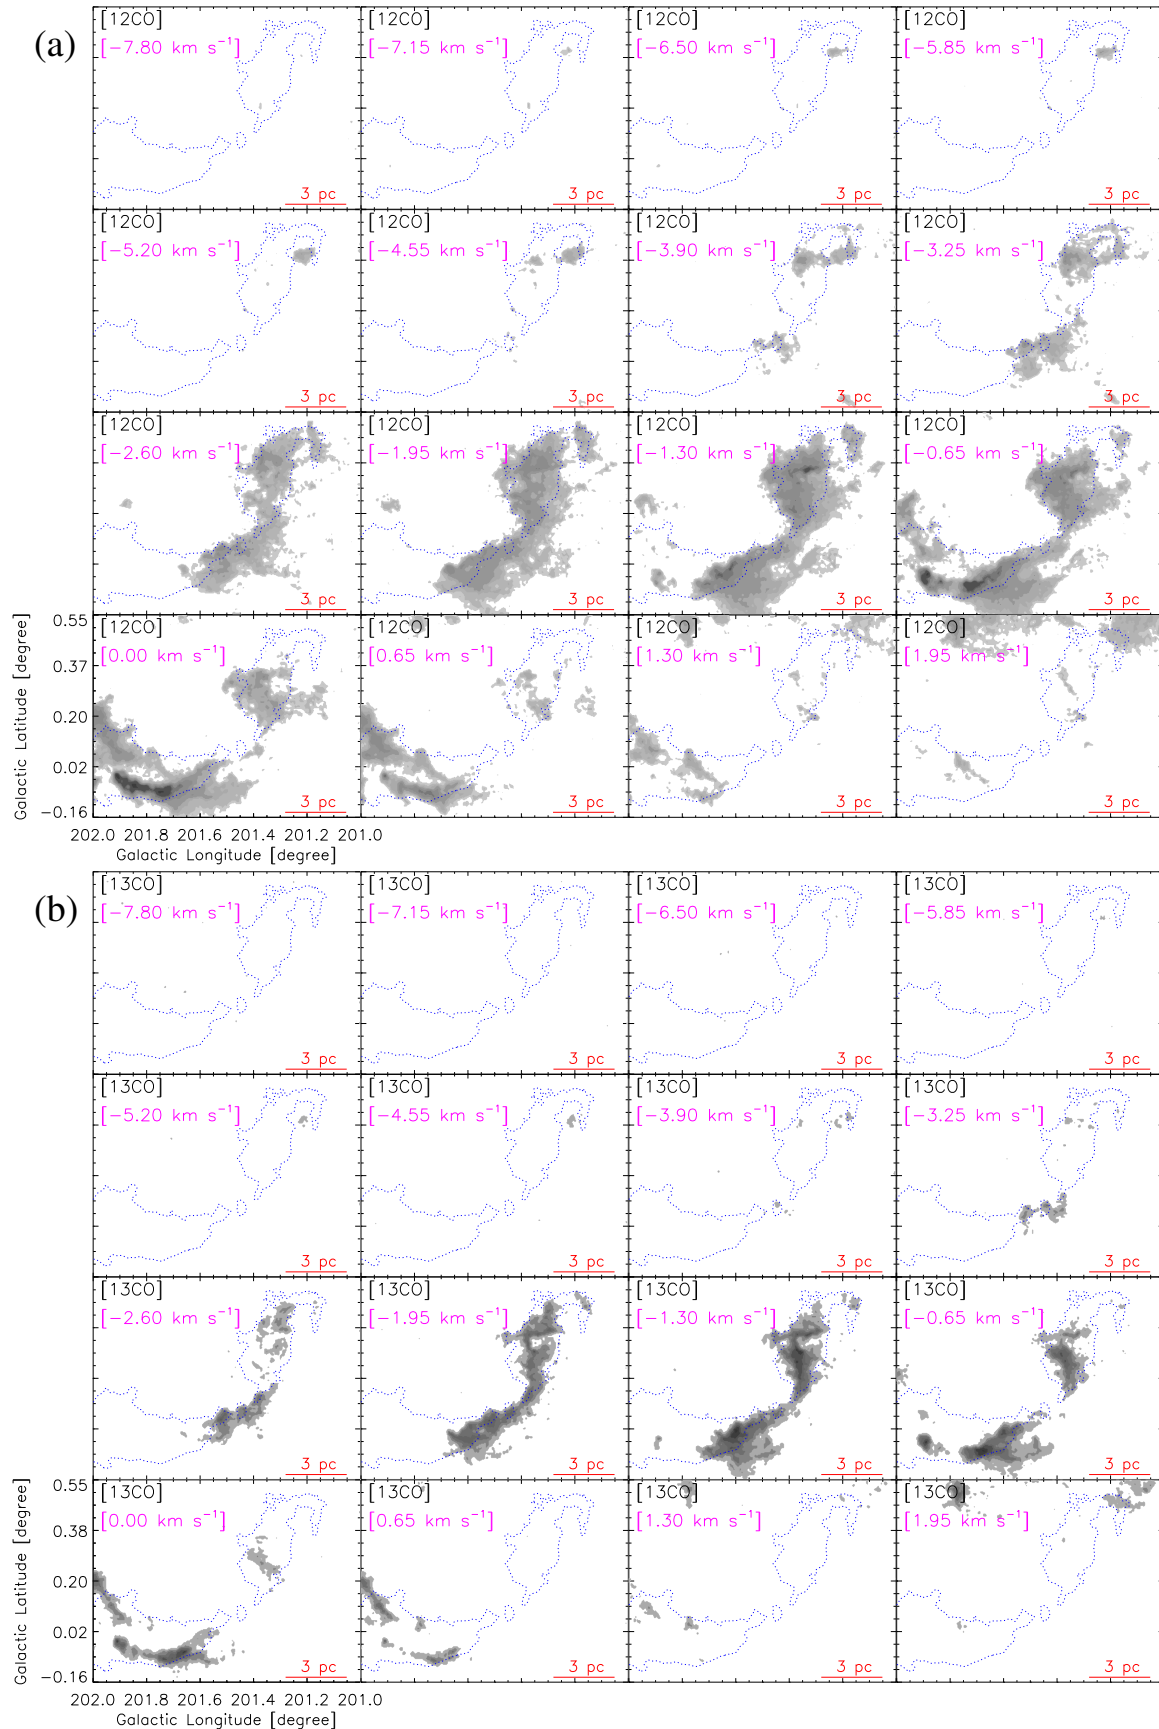 (a)
[12CO] [12CO] [12CO] [12CO]
[−7.80 km s⁻¹] [−7.15 km s⁻¹] [−6.50 km s⁻¹] [−5.85 km s⁻¹]
3 pc 3 pc 3 pc 3 pc
[12CO] [12CO] [12CO] [12CO]
[−5.20 km s⁻¹] [−4.55 km s⁻¹] [−3.90 km s⁻¹] [−3.25 km s⁻¹]
3 pc 3 pc 3 pc 3 pc
[12CO] [12CO] [12CO] [12CO]
[−2.60 km s⁻¹] [−1.95 km s⁻¹] [−1.30 km s⁻¹] [−0.65 km s⁻¹]
3 pc 3 pc 3 pc 3 pc
[12CO] [12CO] [12CO] [12CO]
[0.00 km s⁻¹] [0.65 km s⁻¹] [1.30 km s⁻¹] [1.95 km s⁻¹]
3 pc 3 pc 3 pc 3 pc
Galactic Latitude [degree]
0.55
0.37
0.20
0.02
−0.16
202.0 201.8 201.6 201.4 201.2 201.0
Galactic Longitude [degree]
(b)
[13CO] [13CO] [13CO] [13CO]
[−7.80 km s⁻¹] [−7.15 km s⁻¹] [−6.50 km s⁻¹] [−5.85 km s⁻¹]
3 pc 3 pc 3 pc 3 pc
[13CO] [13CO] [13CO] [13CO]
[−5.20 km s⁻¹] [−4.55 km s⁻¹] [−3.90 km s⁻¹] [−3.25 km s⁻¹]
3 pc 3 pc 3 pc 3 pc
[13CO] [13CO] [13CO] [13CO]
[−2.60 km s⁻¹] [−1.95 km s⁻¹] [−1.30 km s⁻¹] [−0.65 km s⁻¹]
3 pc 3 pc 3 pc 3 pc
[13CO] [13CO] [13CO] [13CO]
[0.00 km s⁻¹] [0.65 km s⁻¹] [1.30 km s⁻¹] [1.95 km s⁻¹]
3 pc 3 pc 3 pc 3 pc
Galactic Latitude [degree]
0.55
0.38
0.20
0.02
−0.16
202.0 201.8 201.6 201.4 201.2 201.0
Galactic Longitude [degree]